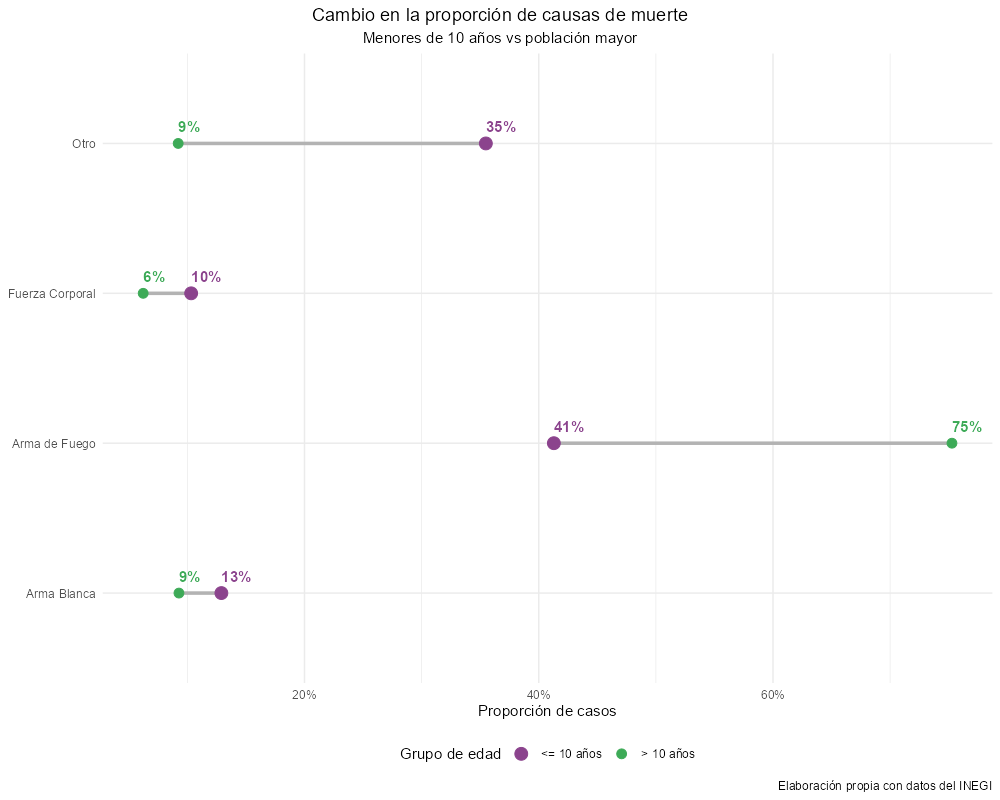 Cambio en la proporción de causas de muerte
Menores de 10 años vs población mayor
9%
35%
Otro
6%
10%
Fuerza Corporal
41%
75%
Arma de Fuego
9%
13%
Arma Blanca
20%
40%
60%
Proporción de casos
Grupo de edad
<= 10 años
> 10 años
Elaboración propia con datos del INEGI